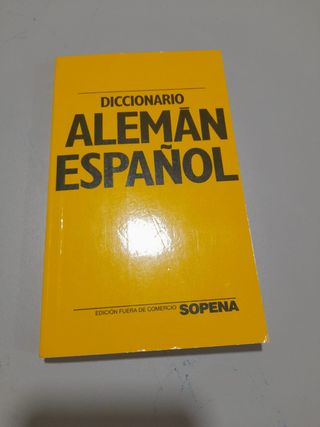 DICCIONARIO
ALEMÁN
ESPAÑOL
EDICIÓN FUERA DE COMERCIO SOPENA